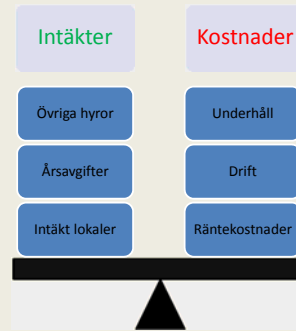 Intäkter
Kostnader
Övriga hyror
Underhåll
Årsavgifter
Drift
Intäkt lokaler
Räntekostnader